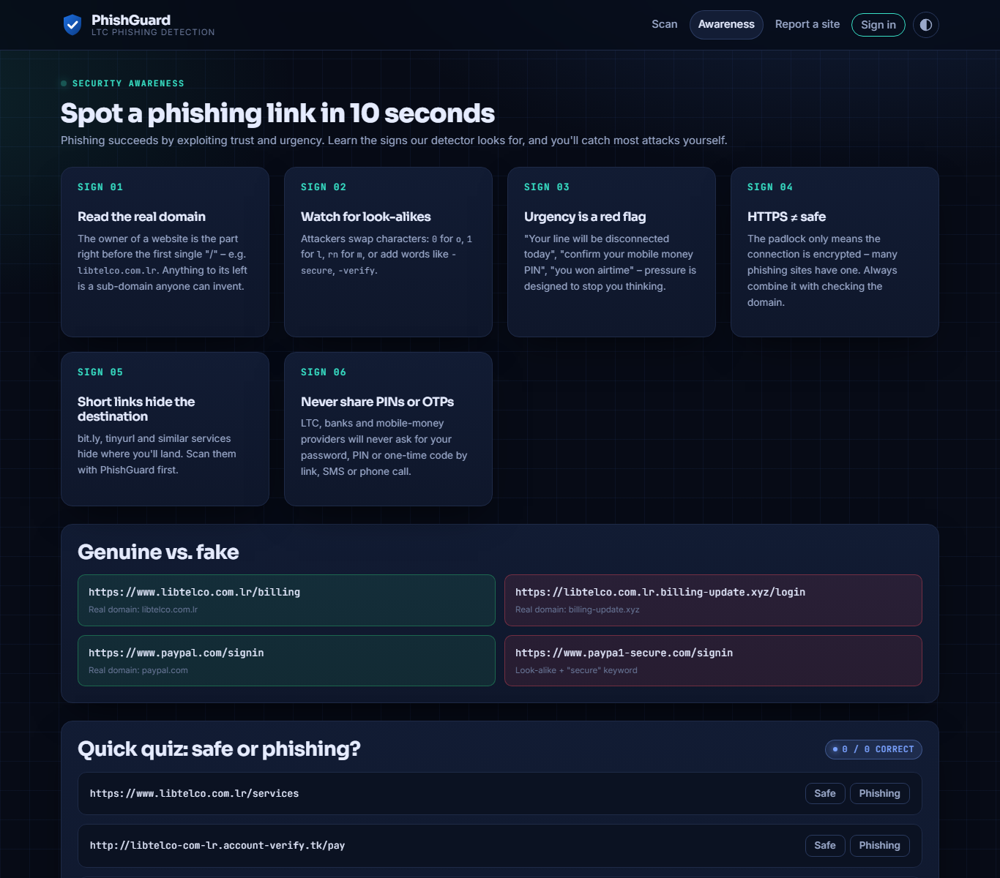 PhishGuard
LTC PHISHING DETECTION
Scan
Awareness
Report a site
Sign in
SECURITY AWARENESS
Spot a phishing link in 10 seconds
Phishing succeeds by exploiting trust and urgency. Learn the signs our detector looks for, and you'll catch most attacks yourself.
SIGN 01
Read the real domain
The owner of a website is the part
right before the first single "/" – e.g.
libtelco.com.lr. Anything to its left
is a sub-domain anyone can invent.
SIGN 02
Watch for look-alikes
Attackers swap characters: 0 for o, 1
for l, rn for m, or add words like -
secure, -verify.
SIGN 03
Urgency is a red flag
"Your line will be disconnected
today", "confirm your mobile money
PIN", "you won airtime" – pressure is
designed to stop you thinking.
SIGN 04
HTTPS ≠ safe
The padlock only means the
connection is encrypted – many
phishing sites have one. Always
combine it with checking the
domain.
SIGN 05
Short links hide the
destination
bit.ly, tinyurl and similar services
hide where you'll land. Scan them
with PhishGuard first.
SIGN 06
Never share PINs or OTPs
LTC, banks and mobile-money
providers will never ask for your
password, PIN or one-time code by
link, SMS or phone call.
Genuine vs. fake
https://www.libtelco.com.lr/billing
Real domain: libtelco.com.lr
https://libtelco.com.lr.billing-update.xyz/login
Real domain: billing-update.xyz
https://www.paypal.com/signin
Real domain: paypal.com
https://www.paypa1-secure.com/signin
Look-alike + "secure" keyword
Quick quiz: safe or phishing?
0 / 0 CORRECT
https://www.libtelco.com.lr/services
Safe
Phishing
http://libtelco-com-lr.account-verify.tk/pay
Safe
Phishing